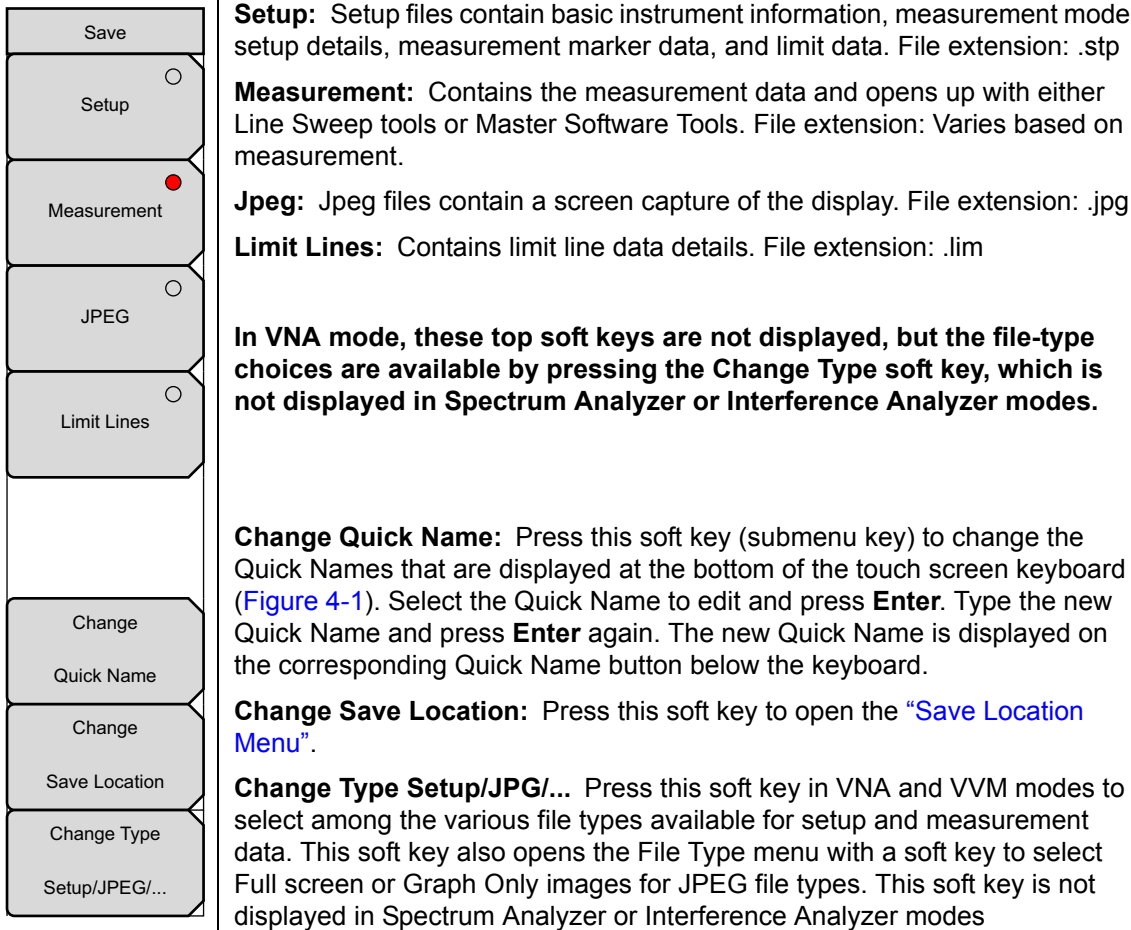 Save
Setup
Measurement
JPEG
Limit Lines
Change
Quick Name
Change
Save Location
Change Type
Setup/JPEG/...
Setup: Setup files contain basic instrument information, measurement mode
setup details, measurement marker data, and limit data. File extension: .stp
Measurement: Contains the measurement data and opens up with either
Line Sweep tools or Master Software Tools. File extension: Varies based on
measurement.
Jpeg: Jpeg files contain a screen capture of the display. File extension: .jpg
Limit Lines: Contains limit line data details. File extension: .lim
In VNA mode, these top soft keys are not displayed, but the file-type
choices are available by pressing the Change Type soft key, which is
not displayed in Spectrum Analyzer or Interference Analyzer modes.
Change Quick Name: Press this soft key (submenu key) to change the
Quick Names that are displayed at the bottom of the touch screen keyboard
(Figure 4-1). Select the Quick Name to edit and press Enter. Type the new
Quick Name and press Enter again. The new Quick Name is displayed on
the corresponding Quick Name button below the keyboard.
Change Save Location: Press this soft key to open the “Save Location
Menu”.
Change Type Setup/JPG/... Press this soft key in VNA and VVM modes to
select among the various file types available for setup and measurement
data. This soft key also opens the File Type menu with a soft key to select
Full screen or Graph Only images for JPEG file types. This soft key is not
displayed in Spectrum Analyzer or Interference Analyzer modes